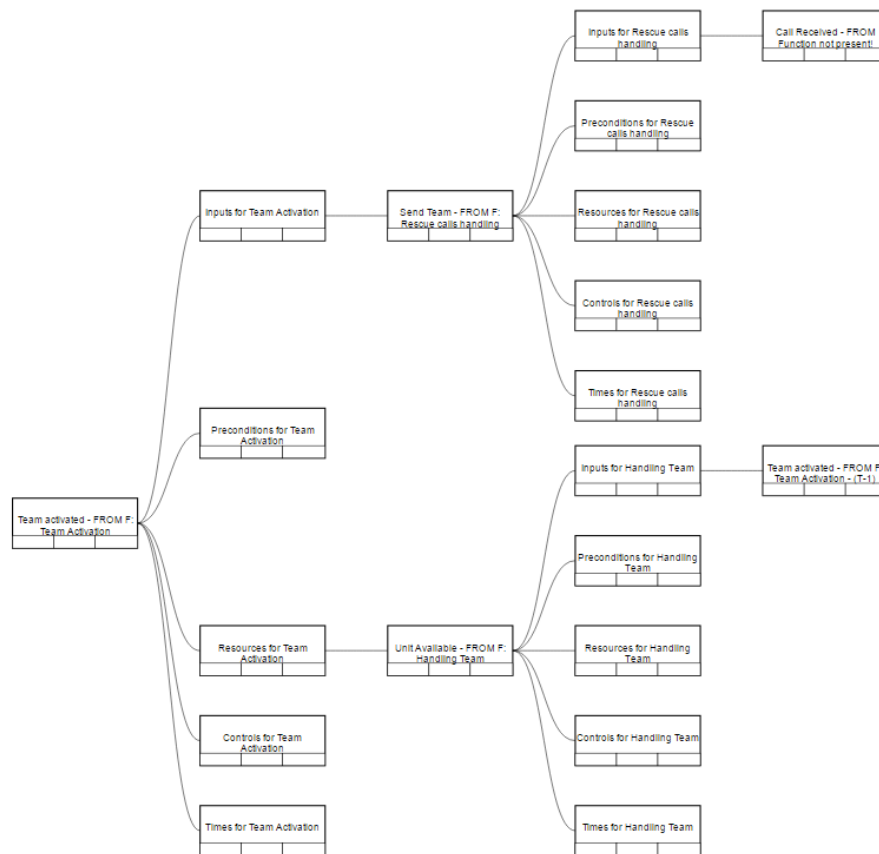 Inputs for Rescue calls
handling
Call Received - FROM
Function not present!
Preconditions for Rescue
calls handling
Inputs for Team Activation
Send Team - FROM F:
Rescue calls handling
Resources for Rescue calls
handling
Controls for Rescue calls
handling
Times for Rescue calls
handling
Preconditions for Team
Activation
Inputs for Handling Team
Team activated - FROM F
Team Activation - (T-1)
Team activated - FROM F:
Team Activation
Preconditions for Handling
Team
Resources for Team
Activation
Unit Available - FROM F:
Handling Team
Resources for Handling
Team
Controls for Team
Activation
Controls for Handling Team
Times for Team Activation
Times for Handling Team